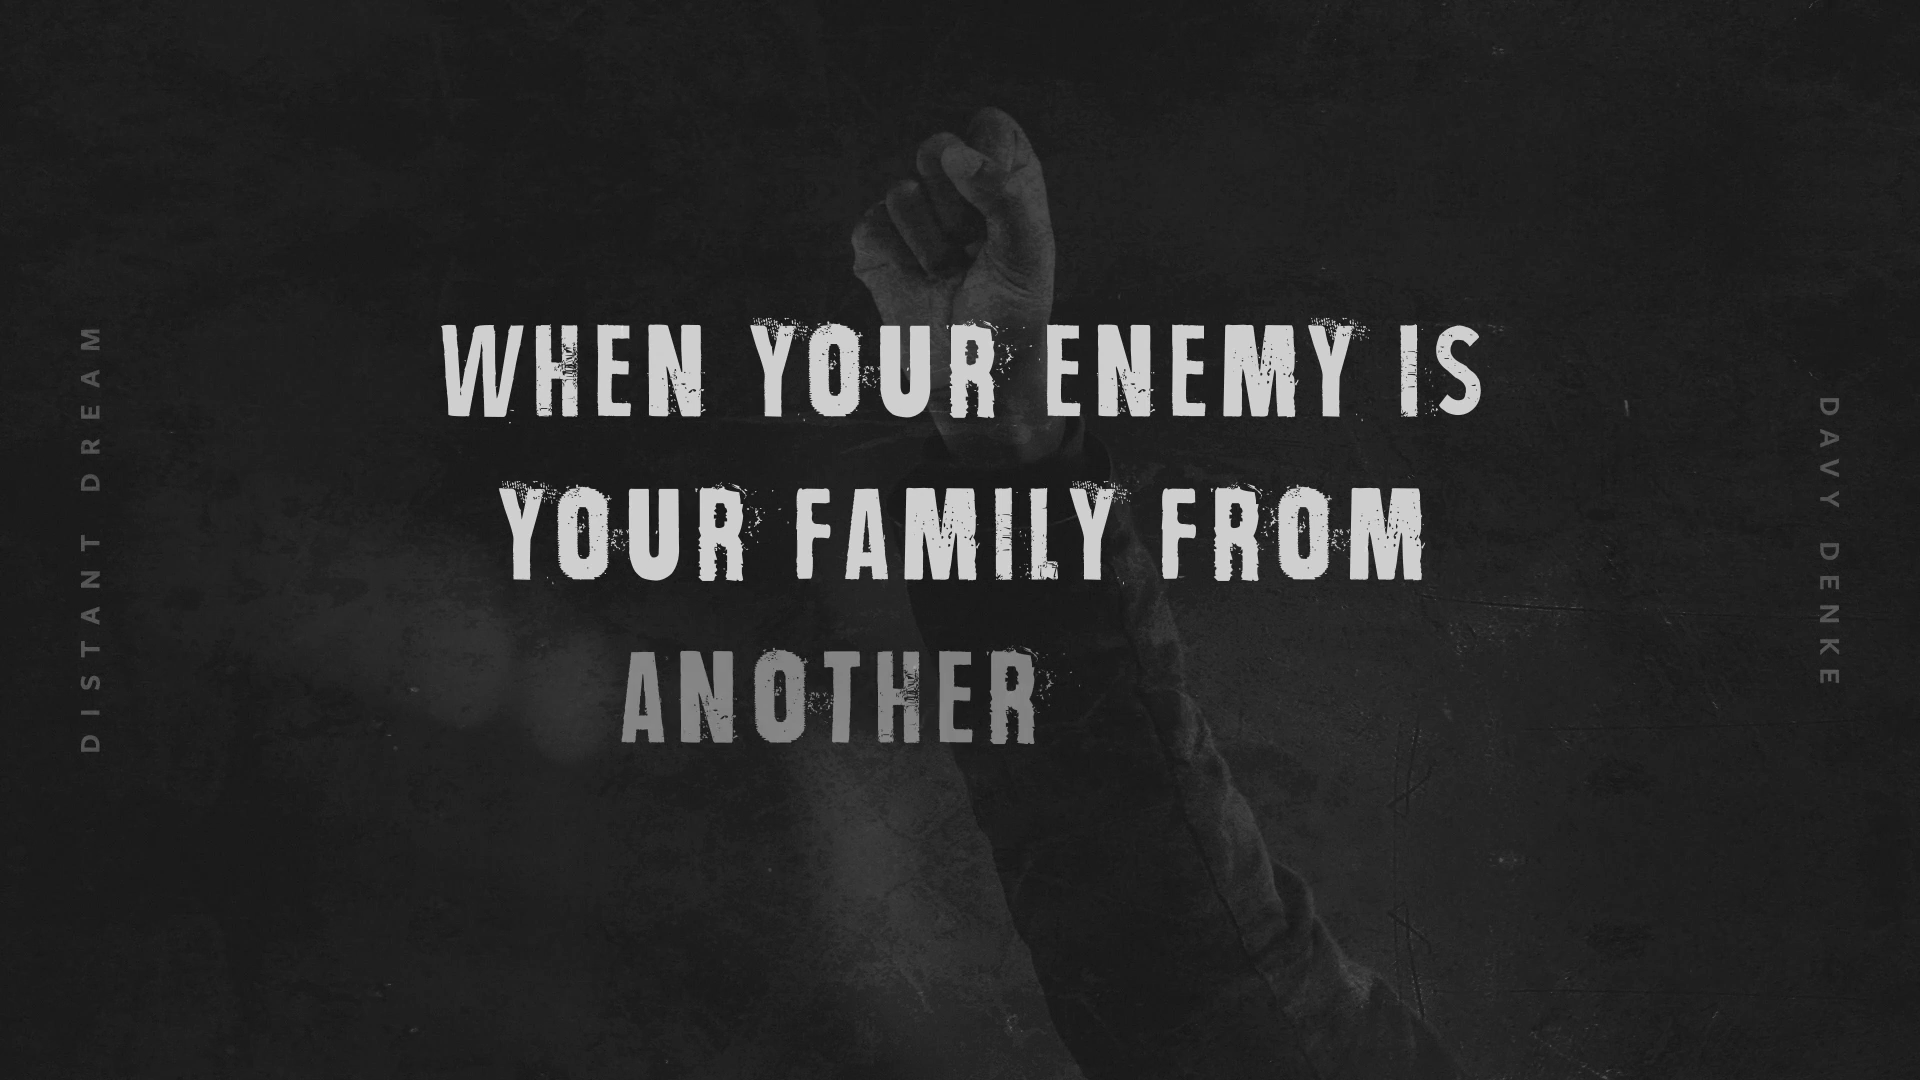 DISTANT DREAM
WHEN YOUR ENEMY IS
YOUR FAMILY FROM
ANOTHER
DAVY DENKE